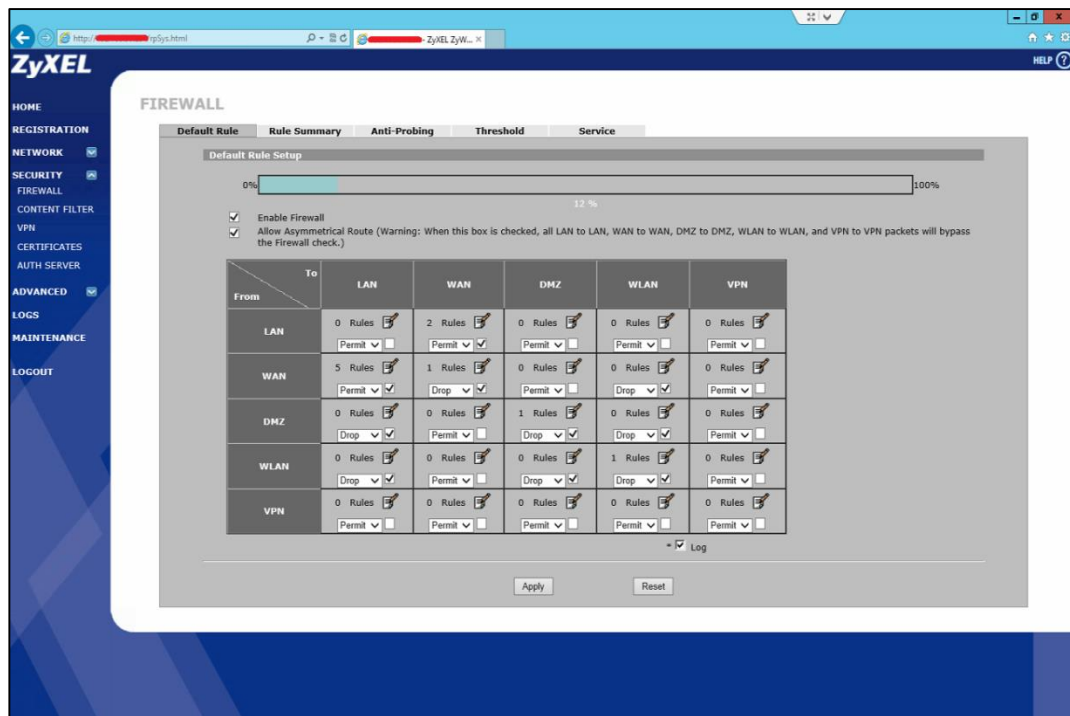 rpSys.html
- ZyXEL ZyW...
ZyXEL
HELP
HOME
REGISTRATION
NETWORK
SECURITY
FIREWALL
CONTENT FILTER
VPN
CERTIFICATES
AUTH SERVER
ADVANCED
LOGS
MAINTENANCE
LOGOUT
FIREWALL
Default Rule Rule Summary Anti-Probing Threshold Service
Default Rule Setup
0% 100%
12 %
Enable Firewall
Allow Asymmetrical Route (Warning: When this box is checked, all LAN to LAN, WAN to WAN, DMZ to DMZ, WLAN to WLAN, and VPN to VPN packets will bypass
the Firewall check.)
To
From
LAN WAN DMZ WLAN VPN
LAN
0 Rules 2 Rules 0 Rules 0 Rules 0 Rules
Permit Permit Permit Permit Permit
WAN
5 Rules 1 Rules 0 Rules 0 Rules 0 Rules
Permit Drop Permit Drop Permit
DMZ
0 Rules 0 Rules 1 Rules 0 Rules 0 Rules
Drop Permit Drop Drop Permit
WLAN
0 Rules 0 Rules 0 Rules 1 Rules 0 Rules
Drop Permit Drop Drop Permit
VPN
0 Rules 0 Rules 0 Rules 0 Rules 0 Rules
Permit Permit Permit Permit Permit
Log
Apply Reset